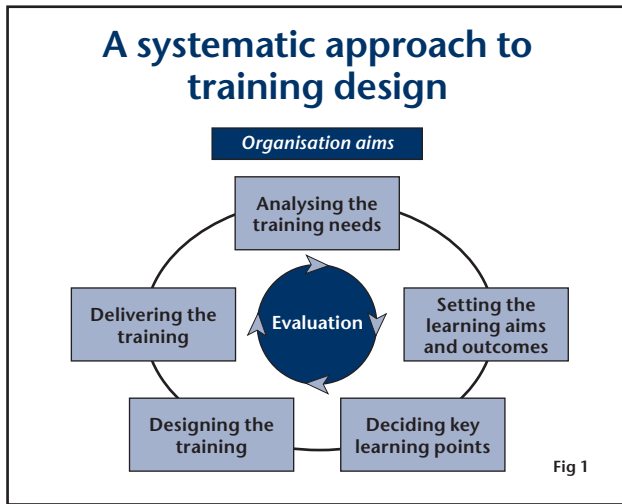 A systematic approach to
training design
Organisation aims
Analysing the
training needs
Setting the
learning aims
and outcomes
Deciding key
learning points
Designing the
training
Delivering the
training
Evaluation
Fig 1